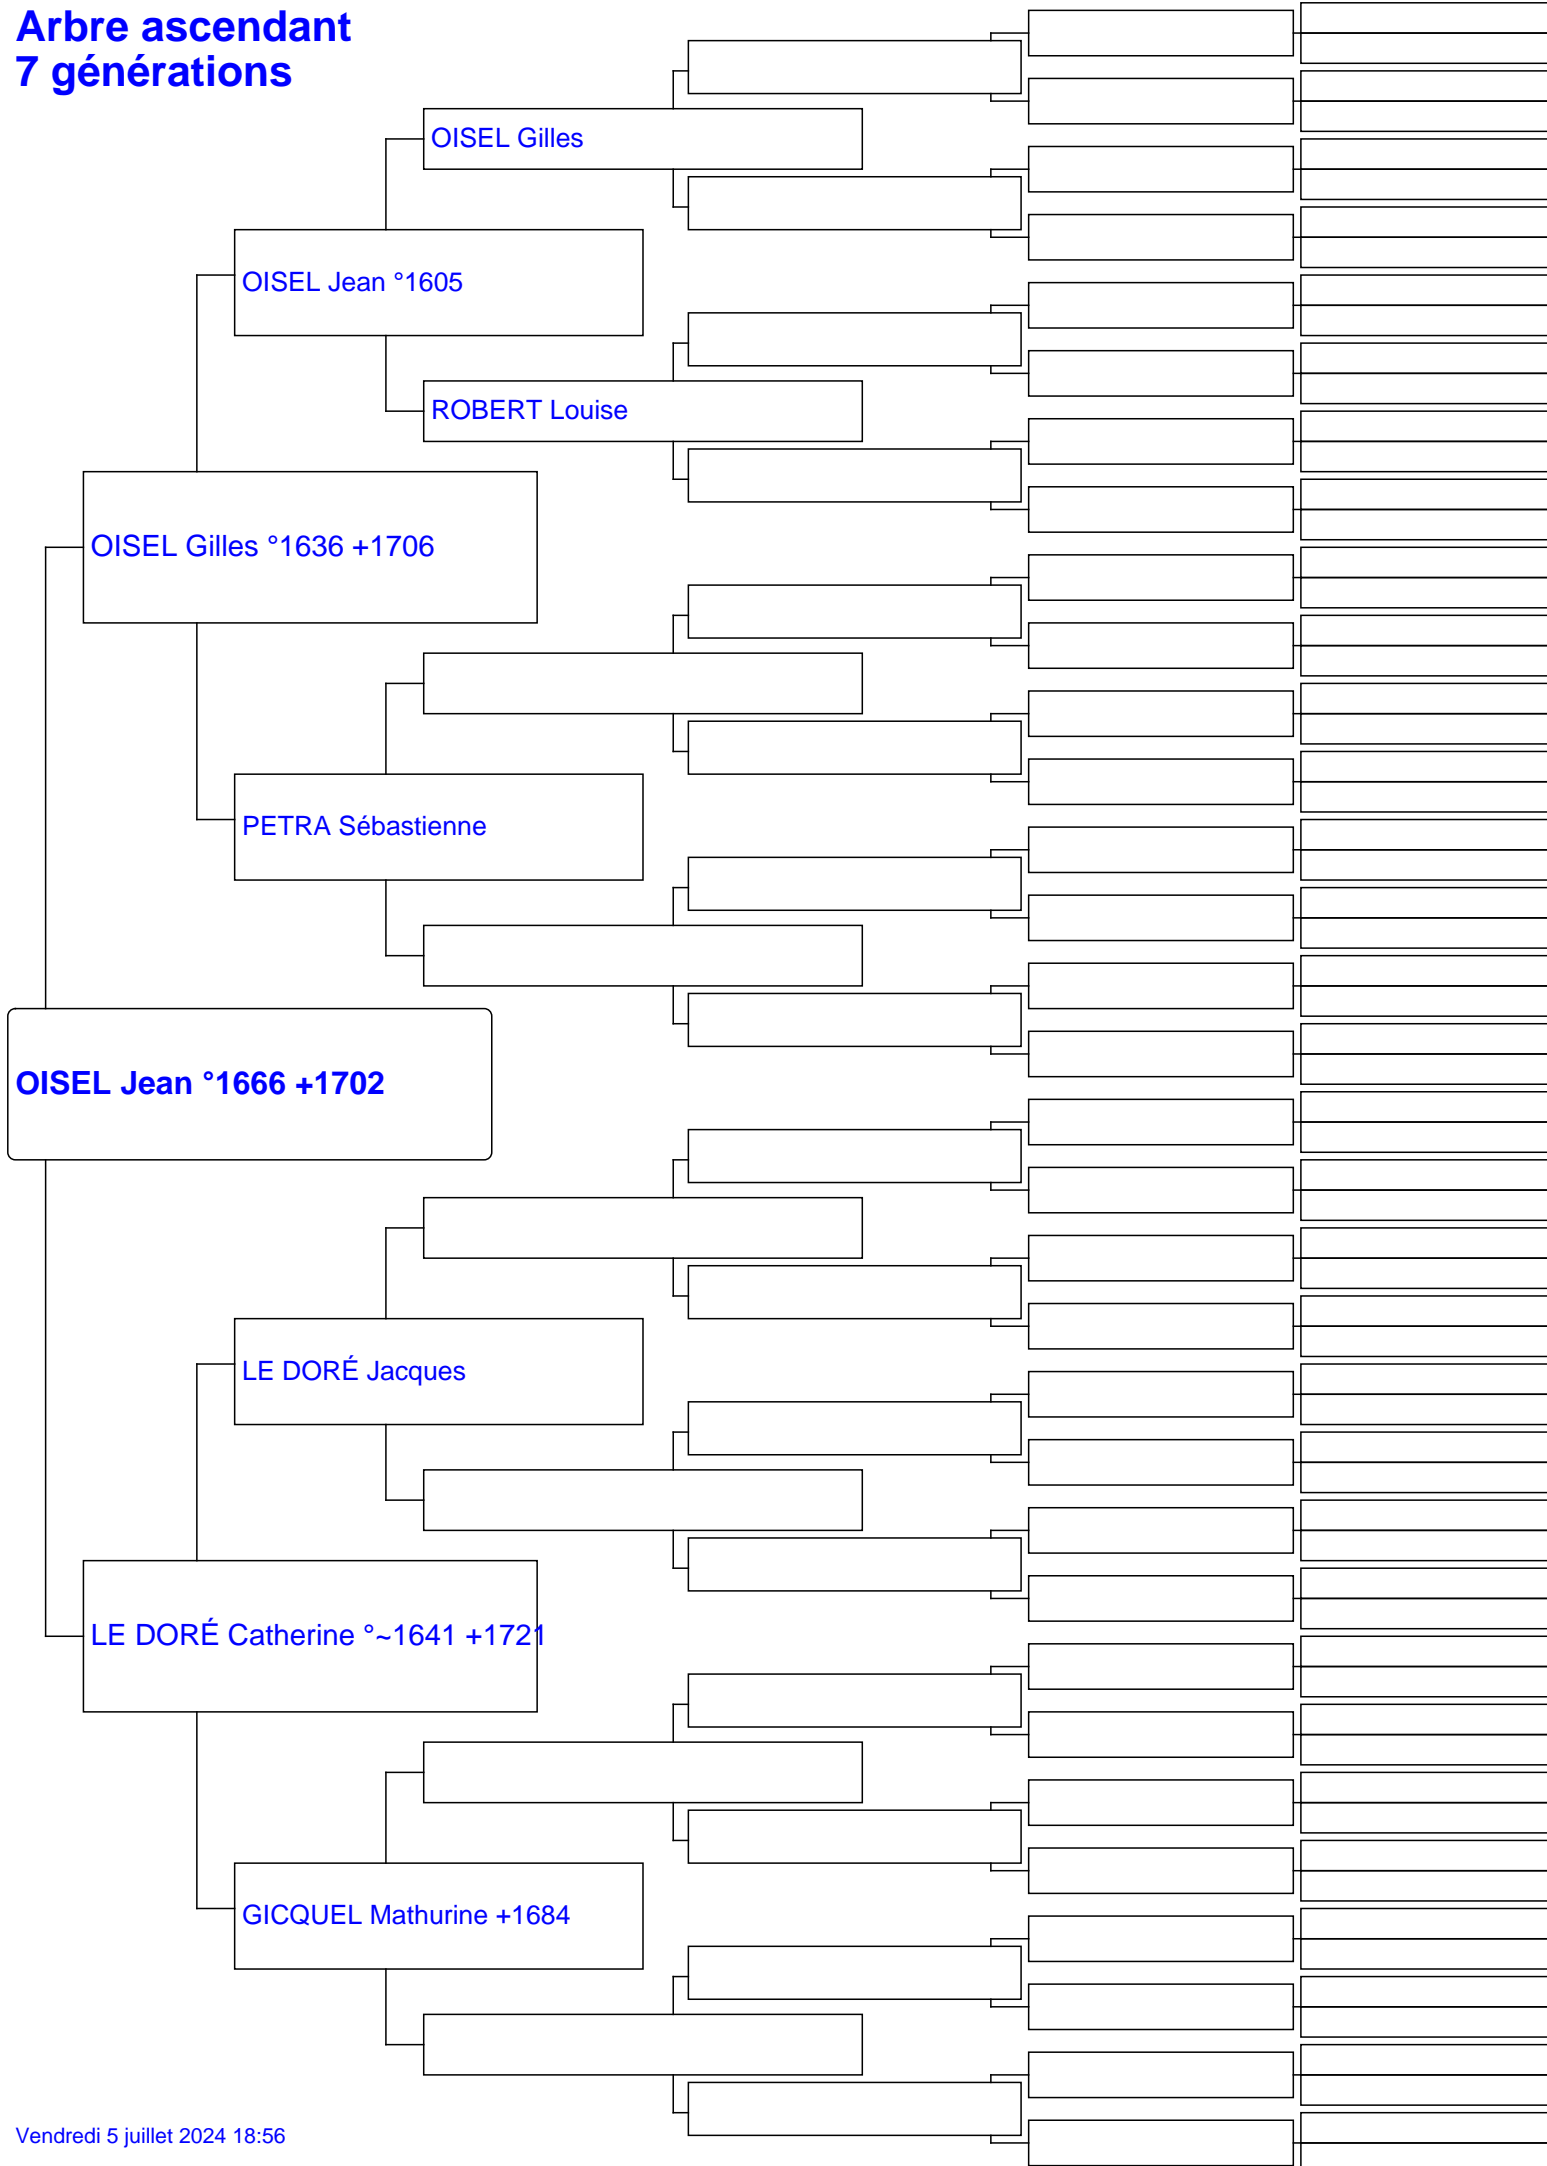 Arbre ascendant
7 générations
OISEL Gilles
OISEL Jean °1605
ROBERT Louise
OISEL Gilles °1636 +1706
PETRA Sébastienne
OISEL Jean °1666 +1702
LE DORÉ Jacques
LE DORÉ Catherine °~1641 +1721
GICQUEL Mathurine +1684
Vendredi 5 juillet 2024 18:56